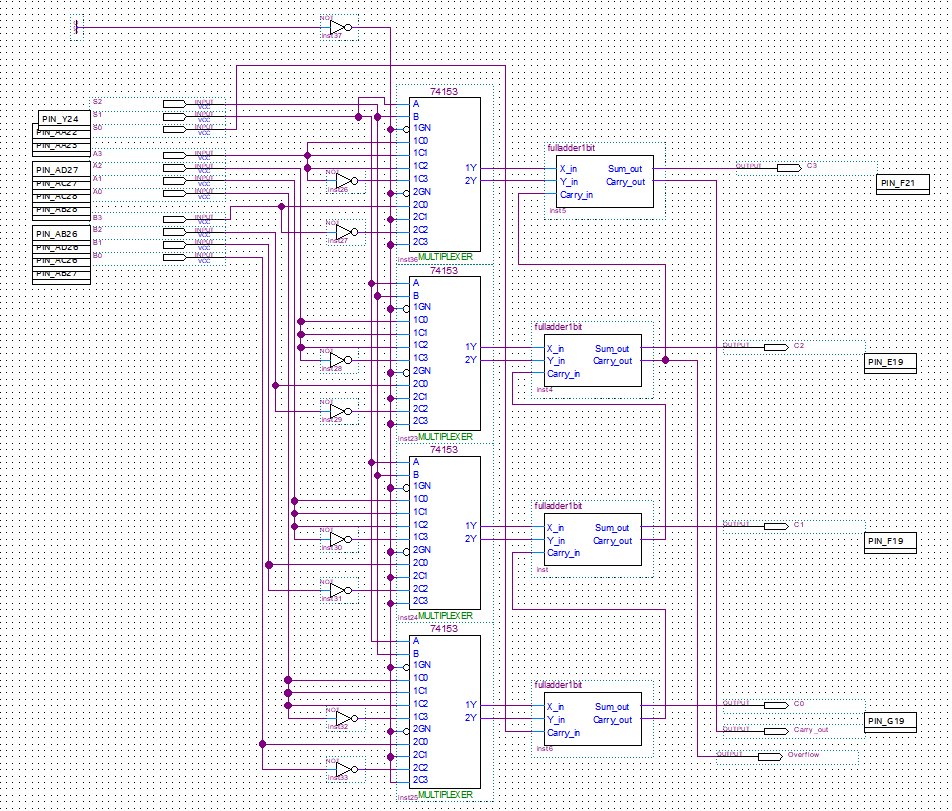 NOT
inst37
74153
S2
INPUT
VCC
A
S1
INPUT
VCC
B
PIN_Y24
S0
INPUT
VCC
1GN
PIN_AA22
1C0
PIN_AA23
fulladder1bit
A3
INPUT
VCC
1C1
A2
INPUT
VCC
1C2
1Y
X_in
Sum_out
OUTPUT
C3
PIN_AD27
A1
INPUT
VCC
NOT
1C3
2Y
Y_in
Carry_out
PIN_F21
PIN_AC27
inst26
A0
INPUT
VCC
2GN
Carry_in
PIN_AC28
2C0
inst5
PIN_AB28
B3
INPUT
VCC
2C1
B2
INPUT
VCC
NOT
2C2
PIN_AB26
inst27
B1
INPUT
VCC
2C3
PIN_AD26
B0
INPUT
VCC
inst36
MULTIPLEXER
PIN_AC26
PIN_AB27
74153
A
B
1GN
1C0
fulladder1bit
1C1
1C2
1Y
X_in
Sum_out
OUTPUT
C2
NOT
1C3
2Y
Y_in
Carry_out
PIN_E19
inst28
2GN
Carry_in
2C0
inst4
2C1
NOT
2C2
inst29
2C3
inst23
MULTIPLEXER
74153
A
B
1GN
1C0
fulladder1bit
1C1
1C2
1Y
X_in
Sum_out
OUTPUT
C1
NOT
1C3
2Y
Y_in
Carry_out
PIN_F19
inst30
2GN
Carry_in
2C0
inst
2C1
NOT
2C2
inst31
2C3
inst24
MULTIPLEXER
74153
A
B
1GN
1C0
fulladder1bit
1C1
1C2
1Y
X_in
Sum_out
OUTPUT
C0
NOT
1C3
2Y
Y_in
Carry_out
PIN_G19
inst32
2GN
Carry_in
OUTPUT
Carry_out
2C0
inst6
2C1
OUTPUT
Overflow
NOT
2C2
inst33
2C3
inst25
MULTIPLEXER